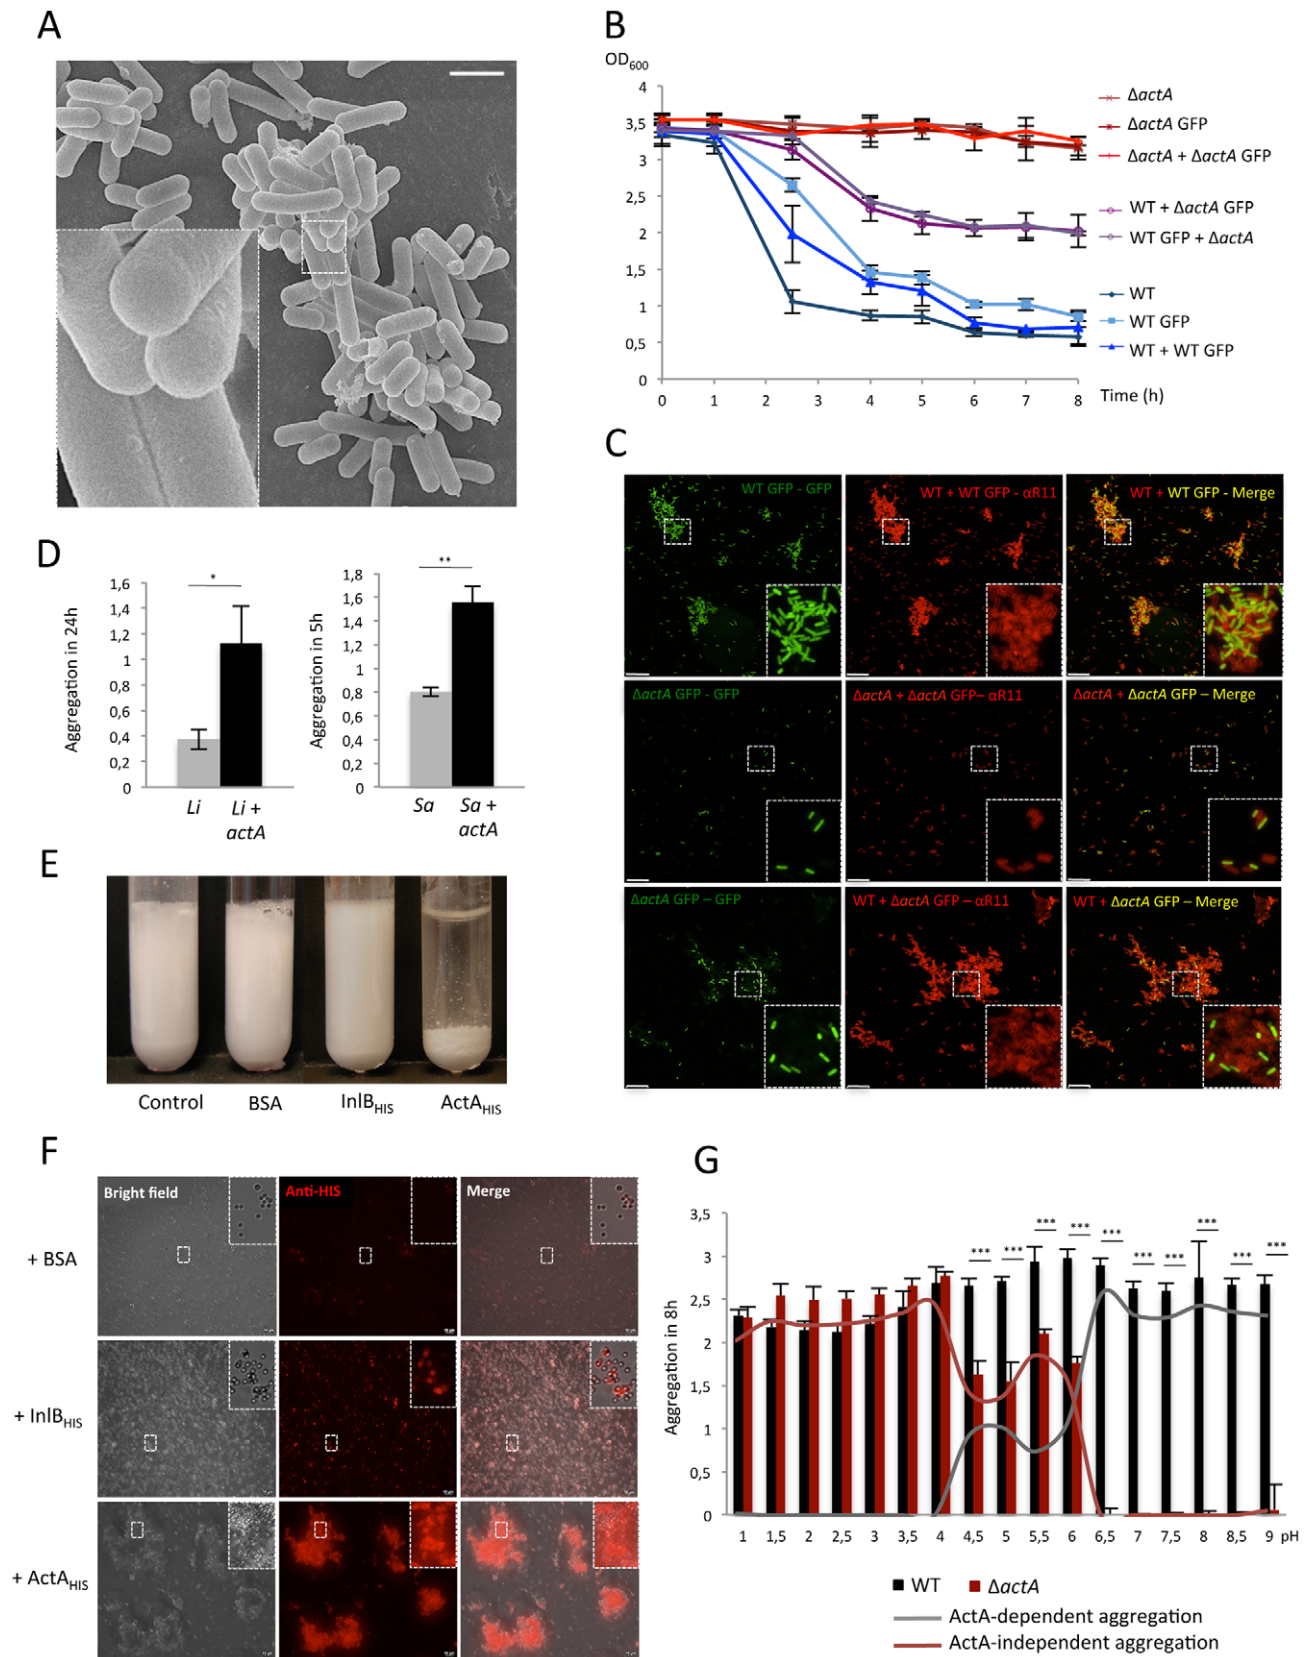 A
B
OD600
4
3,5
3
2,5
2
1,5
1
0,5
0
0 1 2 3 4 5 6 7 8
Time (h)
ΔactA
ΔactA GFP
ΔactA + ΔactA GFP
WT + ΔactA GFP
WT GFP + ΔactA
WT
WT GFP
WT + WT GFP
C
WT GFP - GFP
WT + WT GFP - αR11
WT + WT GFP - Merge
ΔactA GFP - GFP
ΔactA + ΔactA GFP– αR11
ΔactA + ΔactA GFP – Merge
ΔactA GFP – GFP
WT + ΔactA GFP – αR11
WT + ΔactA GFP – Merge
D
Aggregation in 24h
1,6
1,4
1,2
1
0,8
0,6
0,4
0,2
0
*
Li
Li +
actA
Aggregation in 5h
1,8
1,6
1,4
1,2
1
0,8
0,6
0,4
0,2
0
**
Sa
Sa +
actA
E
Control BSA InlBHIS ActAHIS
F
Bright field
Anti-HIS
Merge
+ BSA
+ InlBHIS
+ ActAHIS
G
Aggregation in 8h
3,5
3
2,5
2
1,5
1
0,5
0
*** *** *** *** *** *** *** *** *** ***
1 1,5 2 2,5 3 3,5 4 4,5 5 5,5 6 6,5 7 7,5 8 8,5 9 pH
WT ΔactA
ActA-dependent aggregation
ActA-independent aggregation